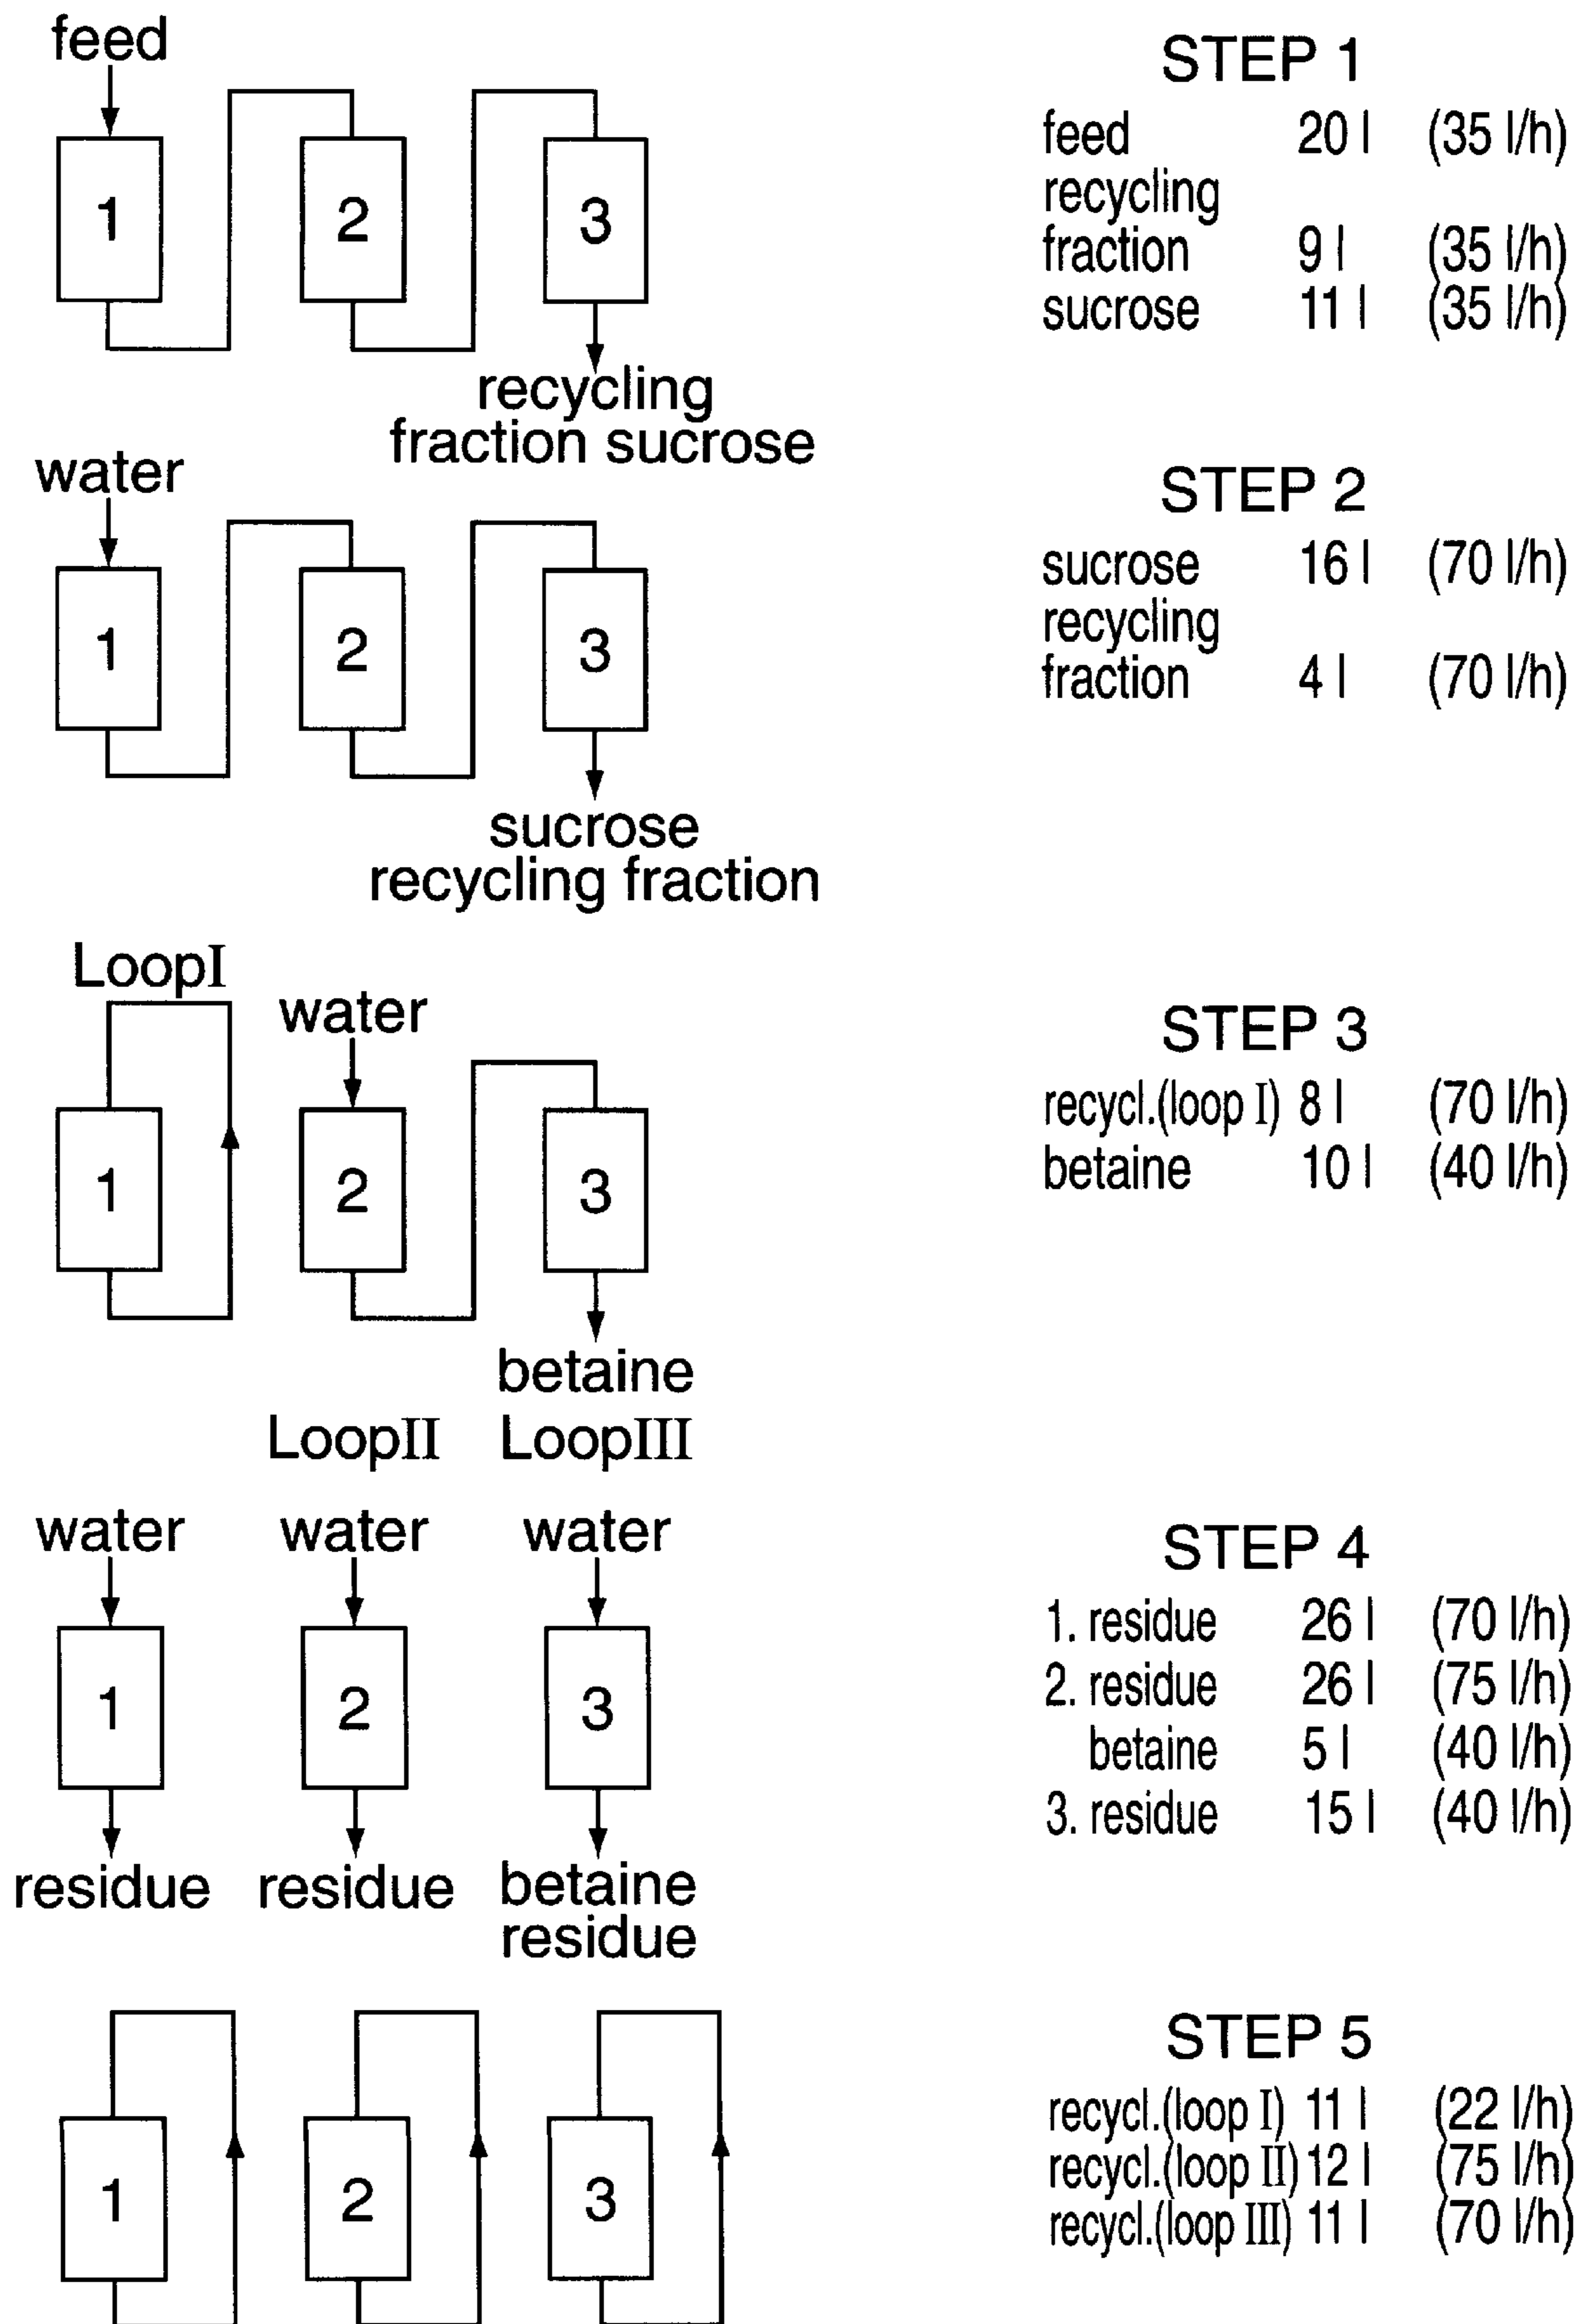 feed
1 2 3
recycling
fraction sucrose
STEP 1
feed 20 l (35 l/h)
recycling
fraction 9 l (35 l/h)
sucrose 11 l (35 l/h)
water
1 2 3
sucrose
recycling fraction
STEP 2
sucrose 16 l (70 l/h)
recycling
fraction 4 l (70 l/h)
LoopI
water
1 2 3
betaine
STEP 3
recycl.(loop I) 8 l (70 l/h)
betaine 10 l (40 l/h)
LoopII LoopIII
water water water
1 2 3
residue residue betaine
residue
STEP 4
1. residue 26 l (70 l/h)
2. residue 26 l (75 l/h)
betaine 5 l (40 l/h)
3. residue 15 l (40 l/h)
1 2 3
STEP 5
recycl.(loop I) 11 l (22 l/h)
recycl.(loop II) 12 l (75 l/h)
recycl.(loop III) 11 l (70 l/h)